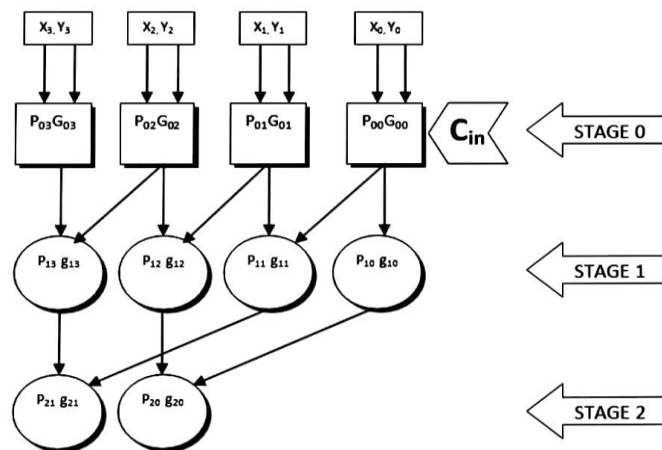 X₃, Y₃ X₂, Y₂ X₁, Y₁ X₀, Y₀
P₀₃G₀₃ P₀₂G₀₂ P₀₁G₀₁ P₀₀G₀₀ Cᵢₙ STAGE 0
P₁₃ g₁₃ P₁₂ g₁₂ P₁₁ g₁₁ P₁₀ g₁₀ STAGE 1
P₂₁ g₂₁ P₂₀ g₂₀ STAGE 2